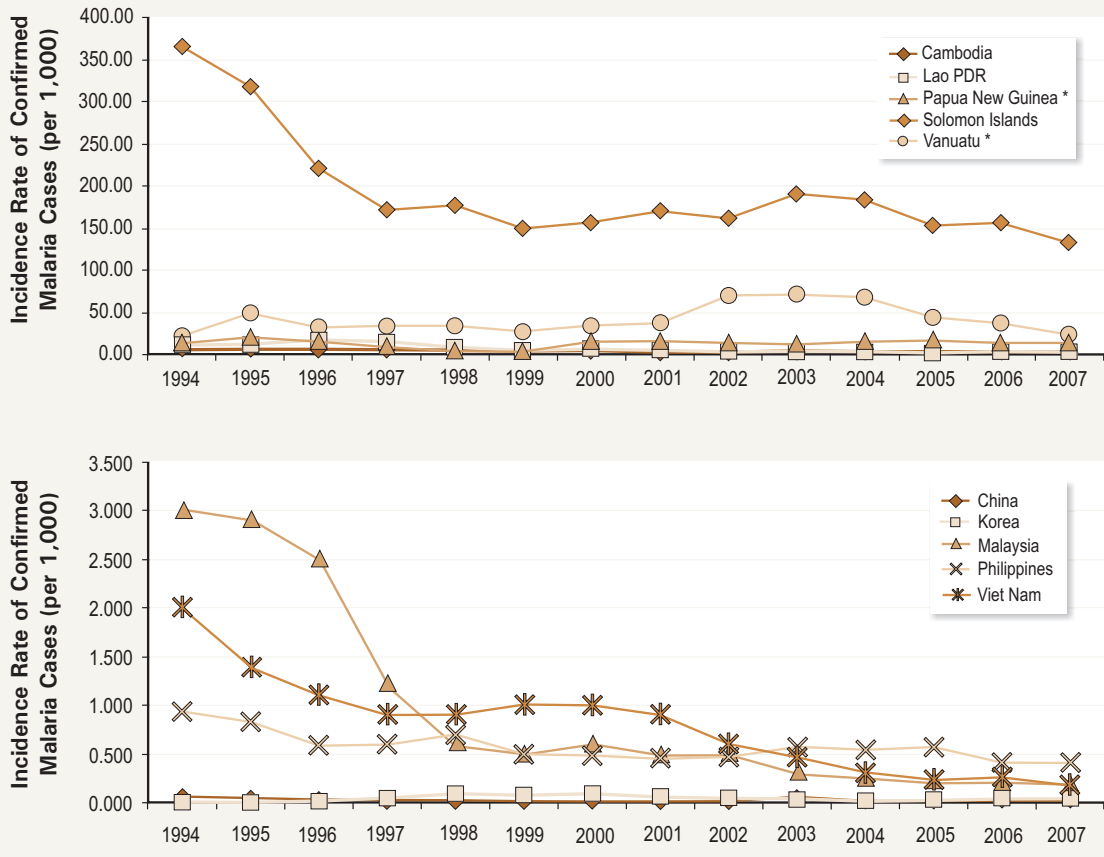 Incidence Rate of Confirmed
Malaria Cases (per 1,000)
400.00
350.00
300.00
250.00
200.00
150.00
100.00
50.00
0.00
Cambodia
Lao PDR
Papua New Guinea *
Solomon Islands
Vanuatu *
1994 1995 1996 1997 1998 1999 2000 2001 2002 2003 2004 2005 2006 2007
Incidence Rate of Confirmed
Malaria Cases (per 1,000)
3.500
3.000
2.500
2.000
1.500
1.000
0.500
0.000
China
Korea
Malaysia
Philippines
Viet Nam
1994 1995 1996 1997 1998 1999 2000 2001 2002 2003 2004 2005 2006 2007